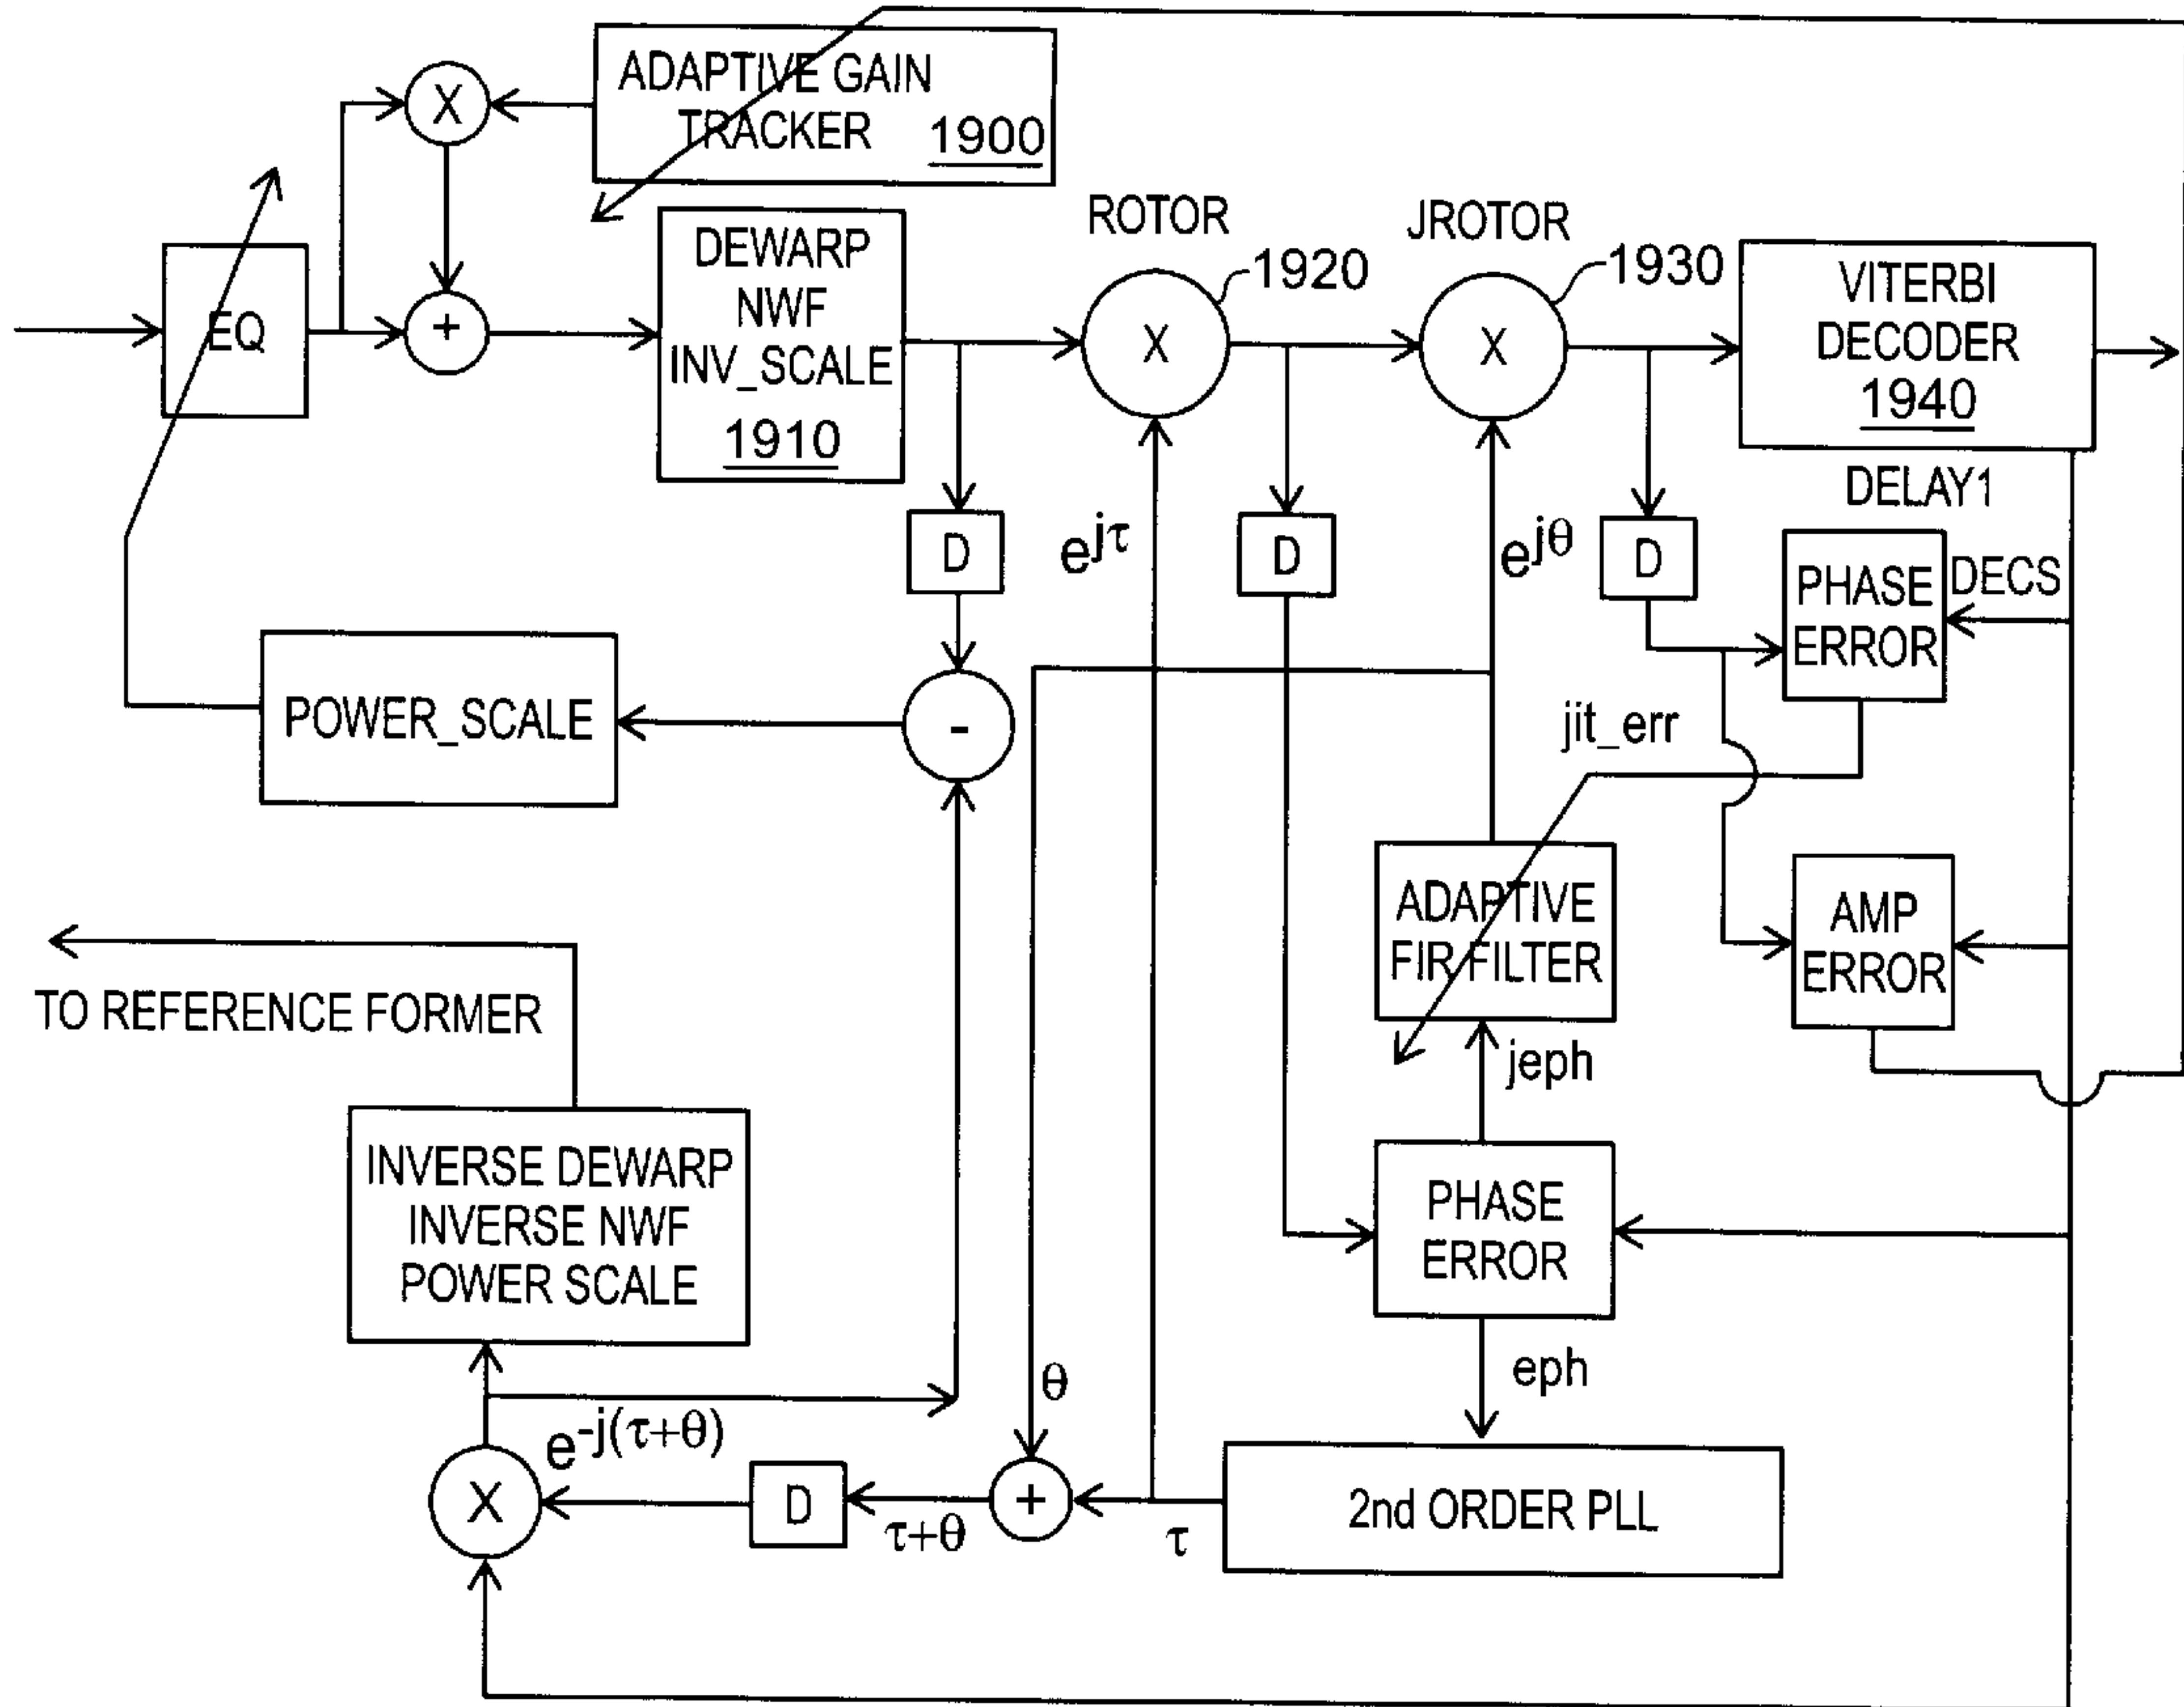 ADAPTIVE GAIN
TRACKER 1900
X
EQ
+
DEWARP
NWF
INV_SCALE
1910
ROTOR
1920
X
JROTOR
1930
X
VITERBI
DECODER
1940
DELAY1
D
e^jτ
D
e^jθ
D
PHASE
ERROR
DECS
POWER_SCALE
-
jit_err
ADAPTIVE
FIR FILTER
AMP
ERROR
TO REFERENCE FORMER
jeph
INVERSE DEWARP
INVERSE NWF
POWER SCALE
PHASE
ERROR
eph
θ
e^-j(τ+θ)
X
D
τ+θ
+
τ
2nd ORDER PLL